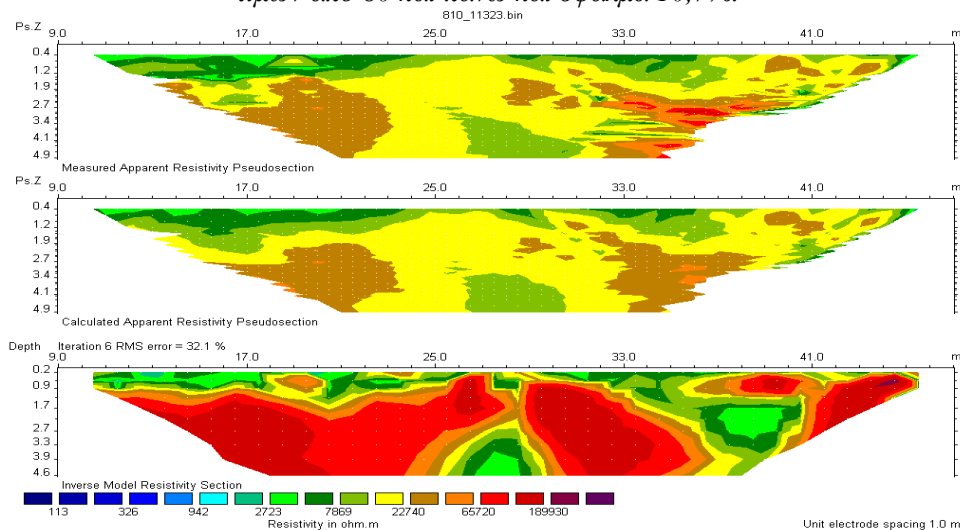 810_11323.bin
Ps.Z 9.0 17.0 25.0 33.0 41.0 m
0.4
1.2
1.9
2.7
3.4
4.1
4.9
Measured Apparent Resistivity Pseudosection
Ps.Z 9.0 17.0 25.0 33.0 41.0 m
0.4
1.2
1.9
2.7
3.4
4.1
4.9
Calculated Apparent Resistivity Pseudosection
Depth Iteration 6 RMS error = 32.1 %
9.0 17.0 25.0 33.0 41.0 m
0.2
0.9
1.7
2.7
3.3
4.6
Inverse Model Resistivity Section
113 326 942 2723 7869 22740 65720 189930
Resistivity in ohm.m
Unit electrode spacing 1.0 m